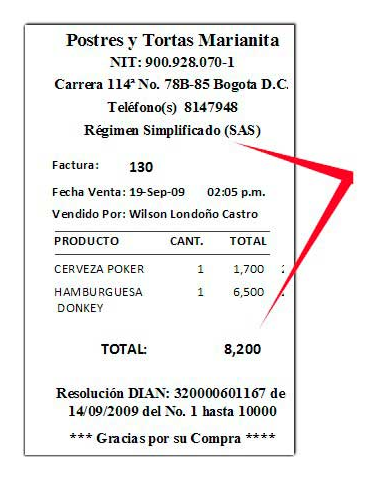 Postres y Tortas Marianita
NIT: 900.928.070-1
Carrera 114ª No. 78B-85 Bogota D.C.
Teléfono(s) 8147948
Régimen Simplificado (SAS)
Factura: 130
Fecha Venta: 19-Sep-09 02:05 p.m.
Vendido Por: Wilson Londoño Castro
PRODUCTO CANT. TOTAL
CERVEZA POKER 1 1,700
HAMBURGUESA 1 6,500
DONKEY
TOTAL: 8,200
Resolución DIAN: 320000601167 de
14/09/2009 del No. 1 hasta 10000
*** Gracias por su Compra ****